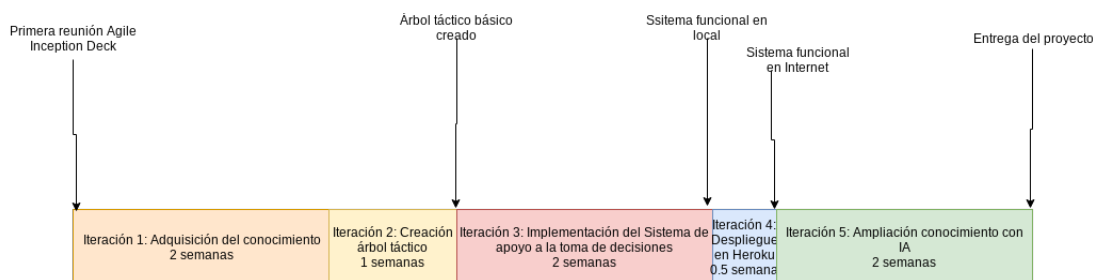 Primera reunión Agile
Inception Deck
Árbol táctico básico
creado
Ssitema funcional en
local
Sistema funcional
en Internet
Entrega del proyecto
Iteración 1: Adquisición del conocimiento
2 semanas
Iteración 2: Creación
árbol táctico
1 semanas
Iteración 3: Implementación del Sistema de
apoyo a la toma de decisiones
2 semanas
Iteración 4:
Despliegue
en Heroku
0.5 semana
Iteración 5: Ampliación conocimiento con
IA
2 semanas